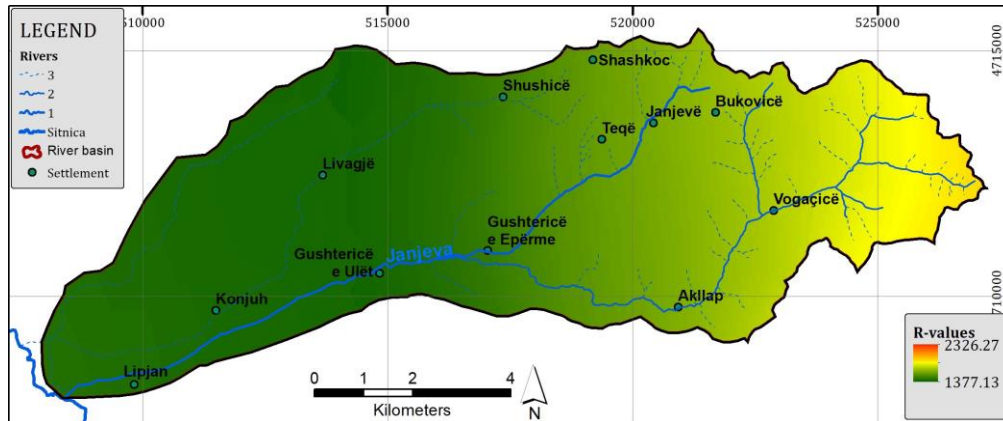 510000
515000
520000
525000
LEGEND
Rivers
3
2
1
Sitnica
River basin
Settlement
4715000
Shashkoc
Shushicë
Janjevë
Bukovicë
Teqë
Livagjë
Vogaçicë
Gushtericë
e Epërme
Gushtericë
e Ulët
Janjeva
Konjuh
Akllap
710000
Lipjan
R-values
2326.27
1377.13
0 1 2 4
Kilometers
N